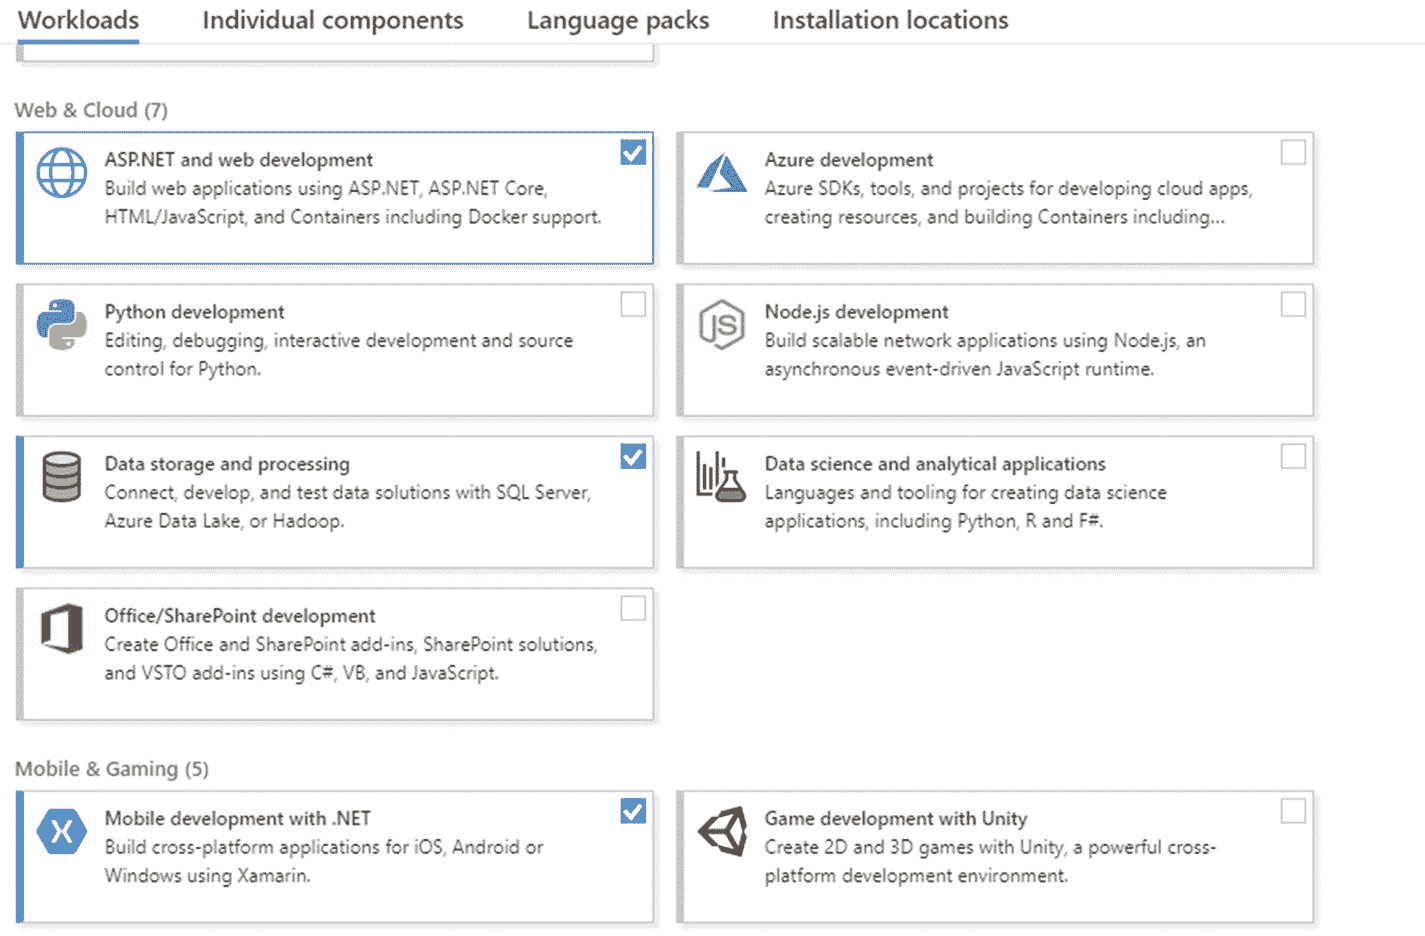 Workloads Individual components Language packs Installation locations
Web & Cloud (7)
ASP.NET and web development
Build web applications using ASP.NET, ASP.NET Core,
HTML/JavaScript, and Containers including Docker support.
Azure development
Azure SDKs, tools, and projects for developing cloud apps,
creating resources, and building Containers including...
Python development
Editing, debugging, interactive development and source
control for Python.
JS
Node.js development
Build scalable network applications using Node.js, an
asynchronous event-driven JavaScript runtime.
Data storage and processing
Connect, develop, and test data solutions with SQL Server,
Azure Data Lake, or Hadoop.
Data science and analytical applications
Languages and tooling for creating data science
applications, including Python, R and F#.
Office/SharePoint development
Create Office and SharePoint add-ins, SharePoint solutions,
and VSTO add-ins using C#, VB, and JavaScript.
Mobile & Gaming (5)
Mobile development with .NET
Build cross-platform applications for iOS, Android or
Windows using Xamarin.
Game development with Unity
Create 2D and 3D games with Unity, a powerful cross-
platform development environment.